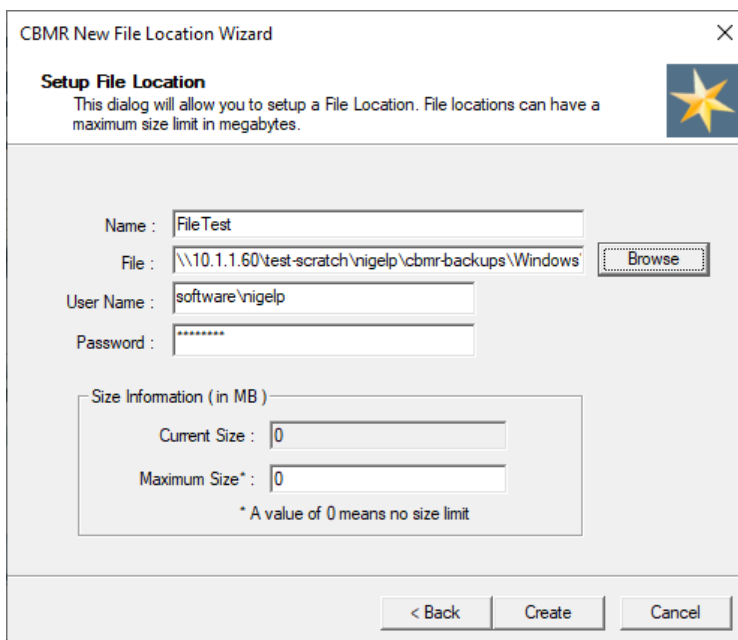 CBMR New File Location Wizard
Setup File Location
This dialog will allow you to setup a File Location. File locations can have a
maximum size limit in megabytes.
Name :
FileTest
File :
\\10.1.1.60\test-scratch\nigelp\cbmr-backups\Windows'
Browse
User Name :
software\nigelp
Password :
********
Size Information ( in MB )
Current Size :
0
Maximum Size* :
0
* A value of 0 means no size limit
< Back
Create
Cancel